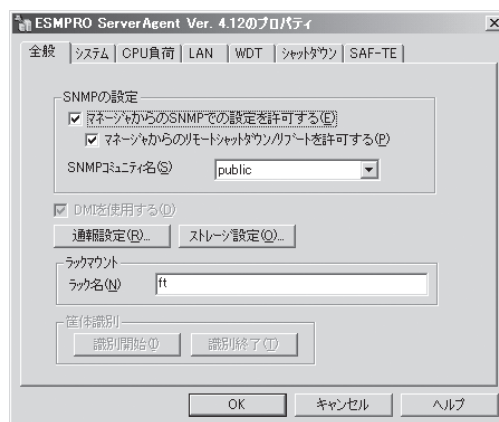 ESMPRO ServerAgent Ver. 4.12のプロパティ
全般 システム CPU負荷 LAN WDT シャットダウン SAF-TE
SNMPの設定
マネージャからのSNMPでの設定を許可する(E)
マネージャからのリモートシャットダウン/リブートを許可する(P)
SNMPコミュニティ名(S) public
DMIを使用する(D)
通報設定(R)... ストレージ設定(O)...
ラックマウント
ラック名(N) ft
筐体識別
識別開始(I) 識別終了(T)
OK キャンセル ヘルプ